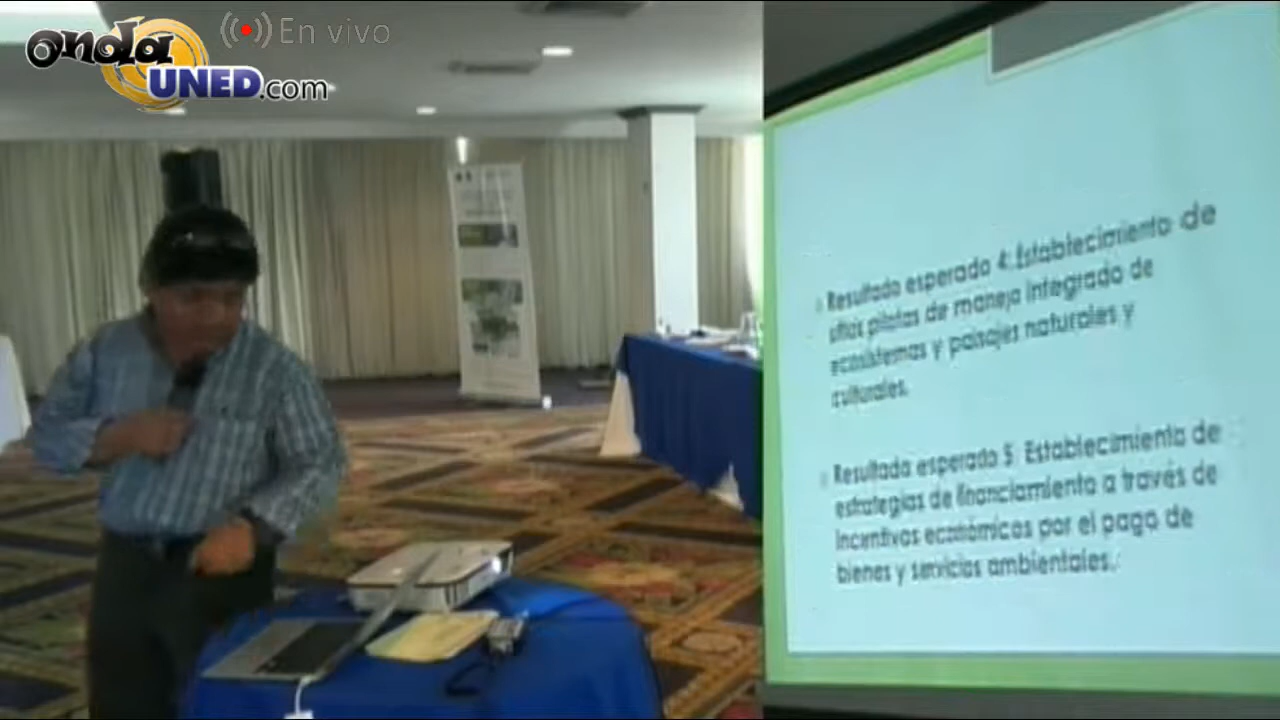 onda
UNED.com
En vivo
Resultado esperado 4: Establecimiento de
sitios pilotos de manejo integrado de
ecosistemas y paisajes naturales y
culturales.
Resultado esperado 5: Establecimiento de
estrategias de financiamiento a través de
incentivos económicos por el pago de
bienes y servicios ambientales.